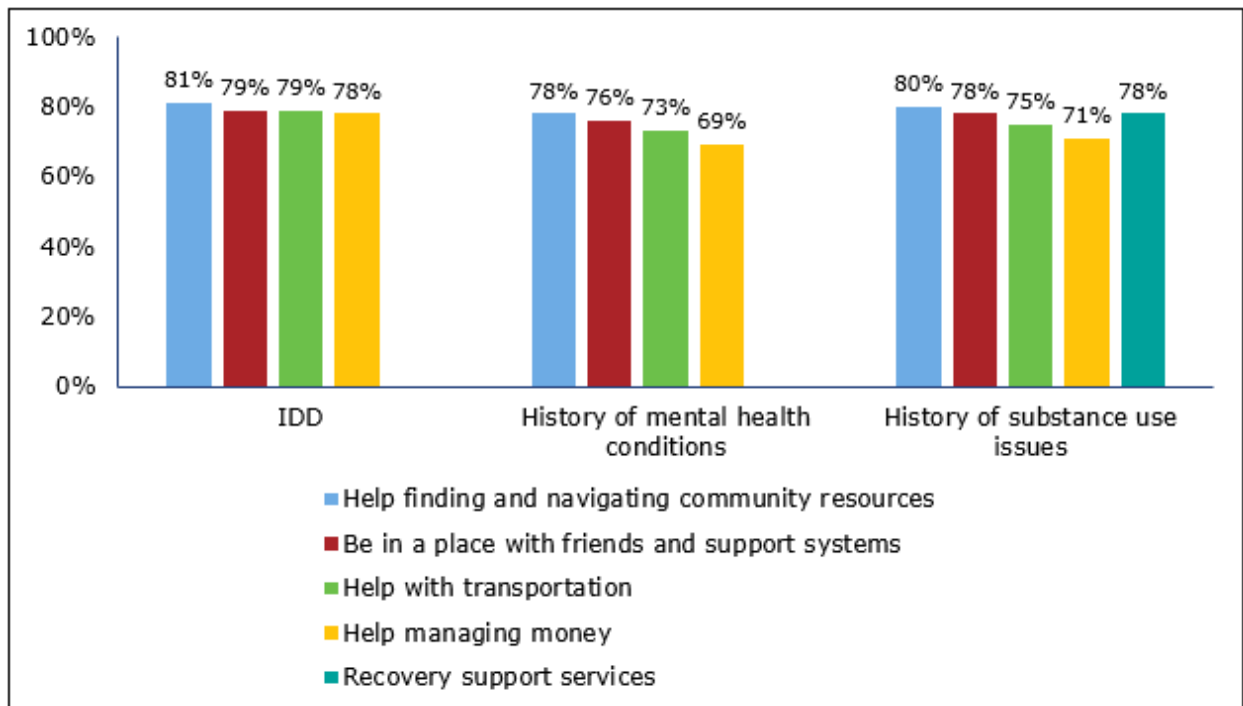 100%
80%
60%
40%
20%
0%
81%
79%
79%
78%
78%
76%
73%
69%
80%
78%
75%
71%
78%
IDD
History of mental health
conditions
History of substance use
issues
Help finding and navigating community resources
Be in a place with friends and support systems
Help with transportation
Help managing money
Recovery support services